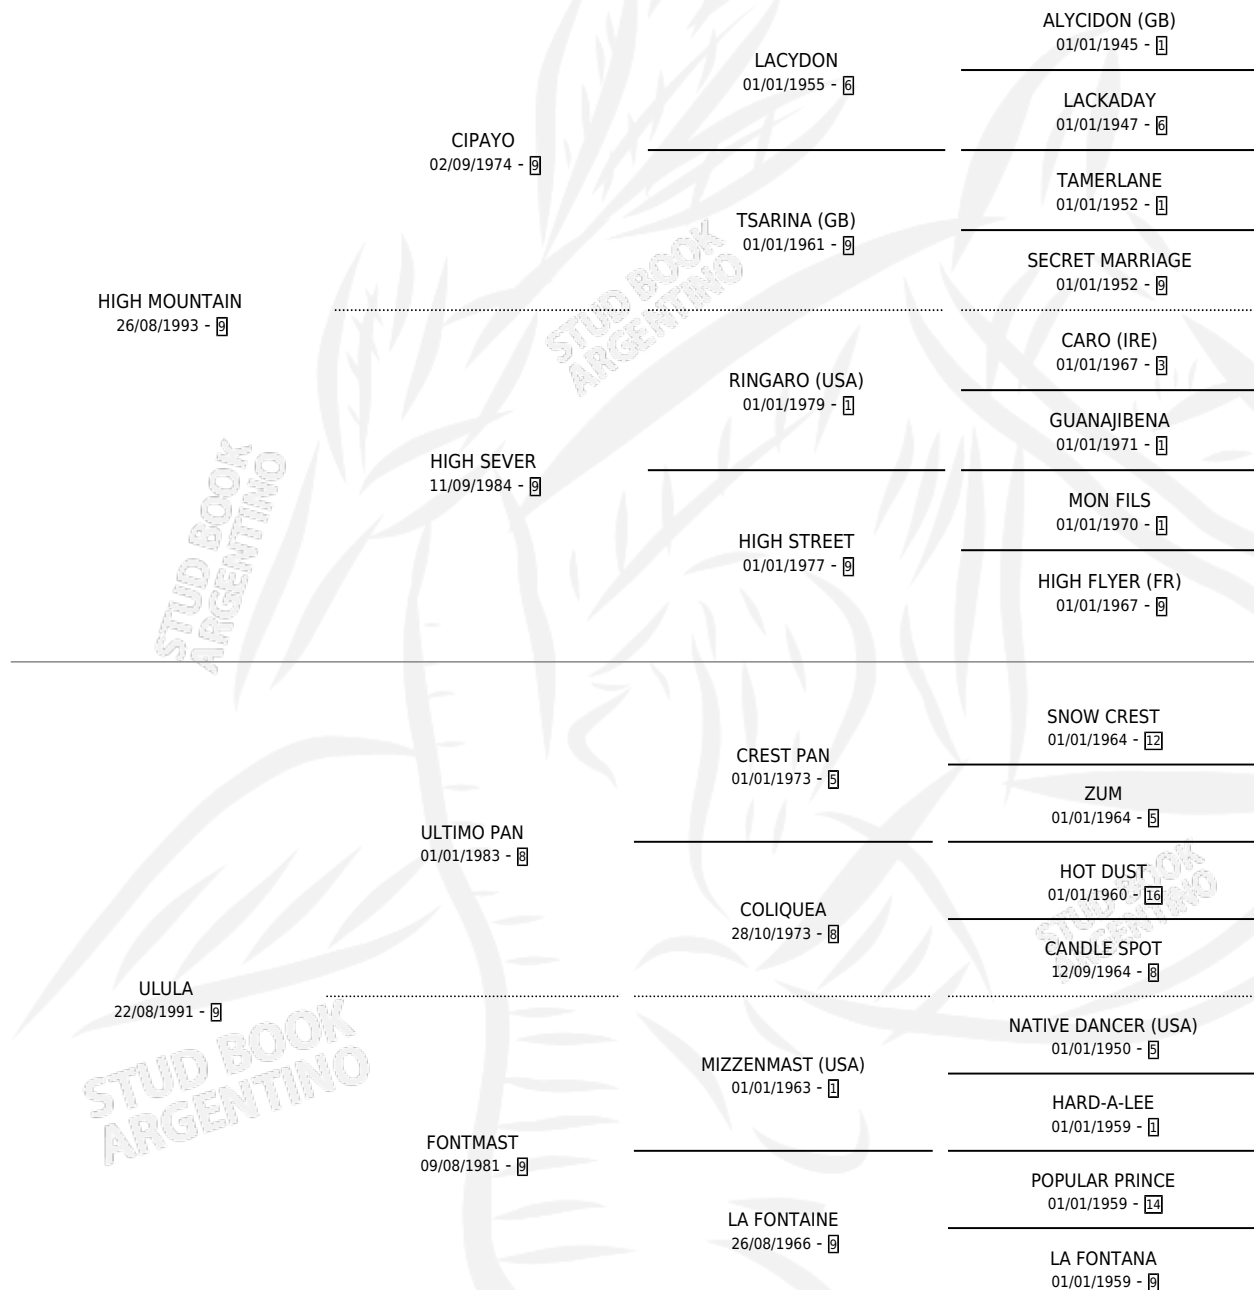 ALYCIDON (GB)
01/01/1945 - 1
LACYDON
01/01/1955 - 6
LACKADAY
01/01/1947 - 6
CIPAYO
02/09/1974 - 9
TAMERLANE
01/01/1952 - 1
TSARINA (GB)
01/01/1961 - 9
SECRET MARRIAGE
01/01/1952 - 9
HIGH MOUNTAIN
26/08/1993 - 9
STUD BOOK
ARGENTINO
CARO (IRE)
01/01/1967 - 3
RINGARO (USA)
01/01/1979 - 1
GUANAJIBENA
01/01/1971 - 1
HIGH SEVER
11/09/1984 - 9
MON FILS
01/01/1970 - 1
HIGH STREET
01/01/1977 - 9
HIGH FLYER (FR)
01/01/1967 - 9
STUD BOOK
ARGENTINO
SNOW CREST
01/01/1964 - 12
CREST PAN
01/01/1973 - 5
ZUM
01/01/1964 - 5
ULTIMO PAN
01/01/1983 - 8
HOT DUST
01/01/1960 - 16
COLIQUEA
28/10/1973 - 8
STUD BOOK
ARGENTINO
CANDLE SPOT
12/09/1964 - 8
ULULA
22/08/1991 - 9
STUD BOOK
ARGENTINO
NATIVE DANCER (USA)
01/01/1950 - 5
MIZZENMAST (USA)
01/01/1963 - 1
HARD-A-LEE
01/01/1959 - 1
FONTMAST
09/08/1981 - 9
POPULAR PRINCE
01/01/1959 - 14
LA FONTAINE
26/08/1966 - 9
LA FONTANA
01/01/1959 - 9